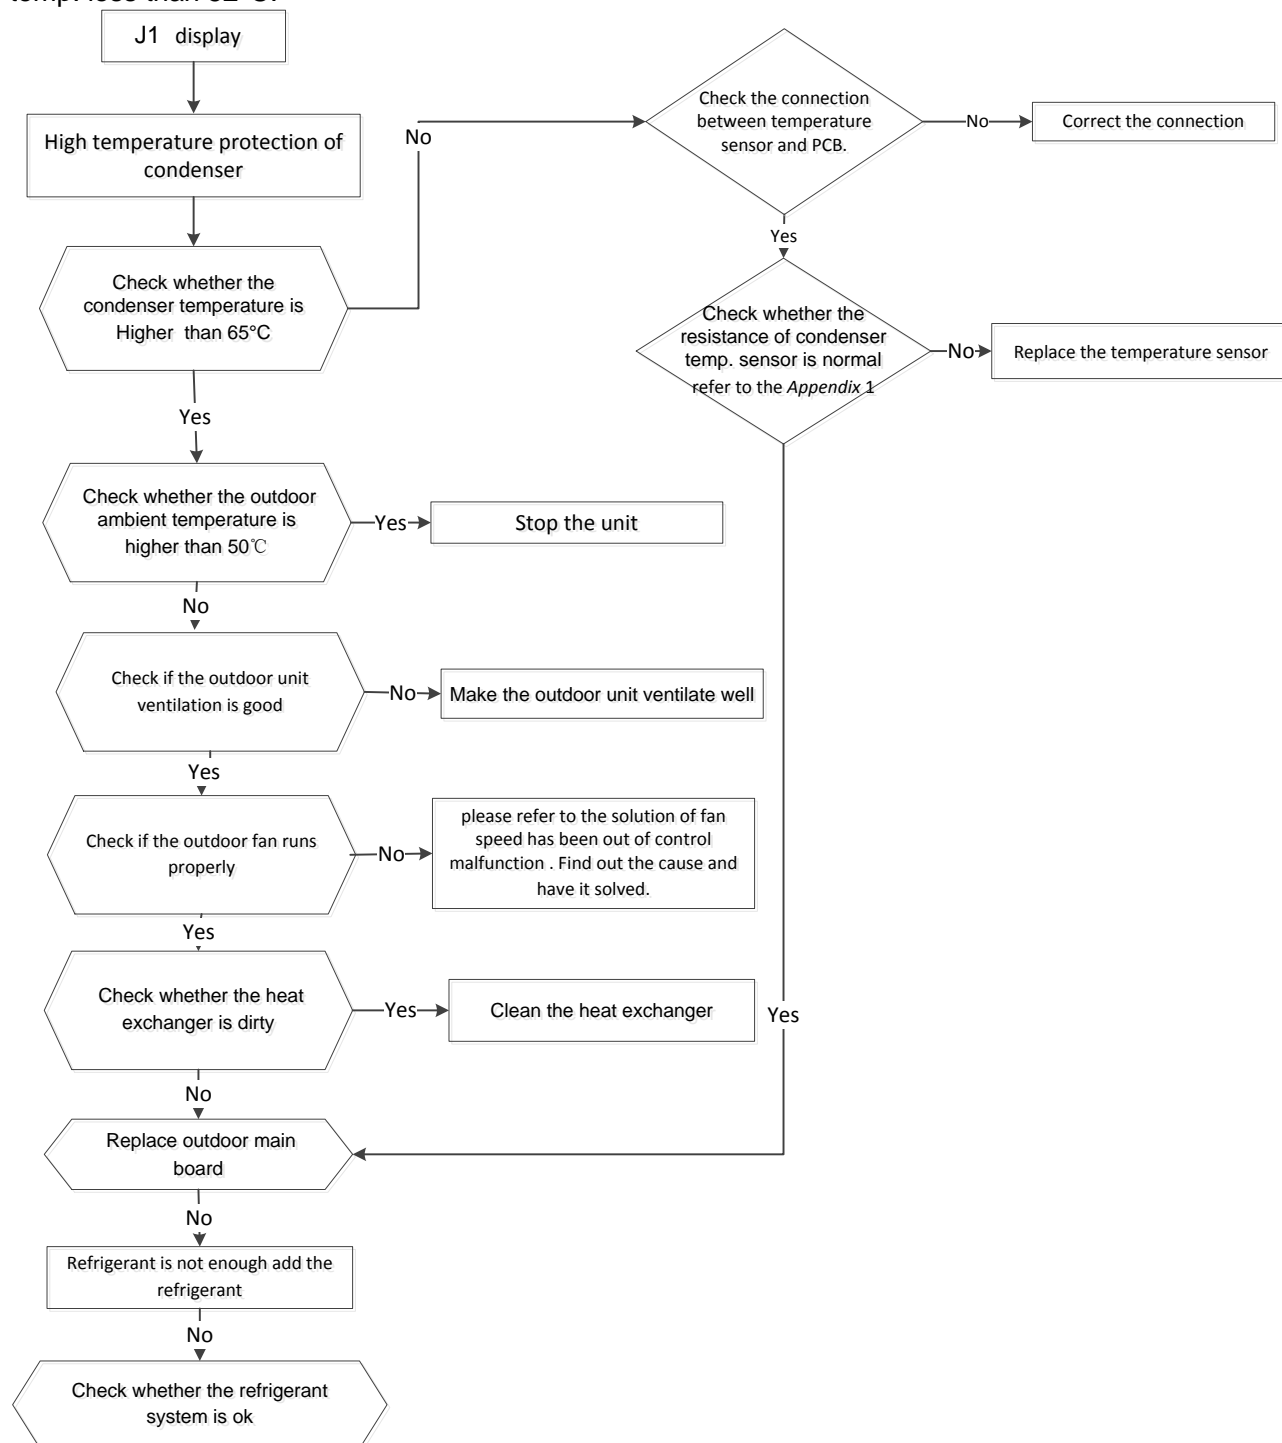 J1 display
High temperature protection of
condenser
Check whether the
condenser temperature is
Higher than 65°C
No
Check the connection
between temperature
sensor and PCB.
No
Correct the connection
Yes
Check whether the
resistance of condenser
temp. sensor is normal
refer to the Appendix 1
No
Replace the temperature sensor
Yes
Check whether the outdoor
ambient temperature is
higher than 50℃
Yes
Stop the unit
No
Check if the outdoor unit
ventilation is good
No
Make the outdoor unit ventilate well
Yes
Check if the outdoor fan runs
properly
No
please refer to the solution of fan
speed has been out of control
malfunction . Find out the cause and
have it solved.
Yes
Check whether the heat
exchanger is dirty
Yes
Clean the heat exchanger
Yes
No
Replace outdoor main
board
No
Refrigerant is not enough add the
refrigerant
No
Check whether the refrigerant
system is ok